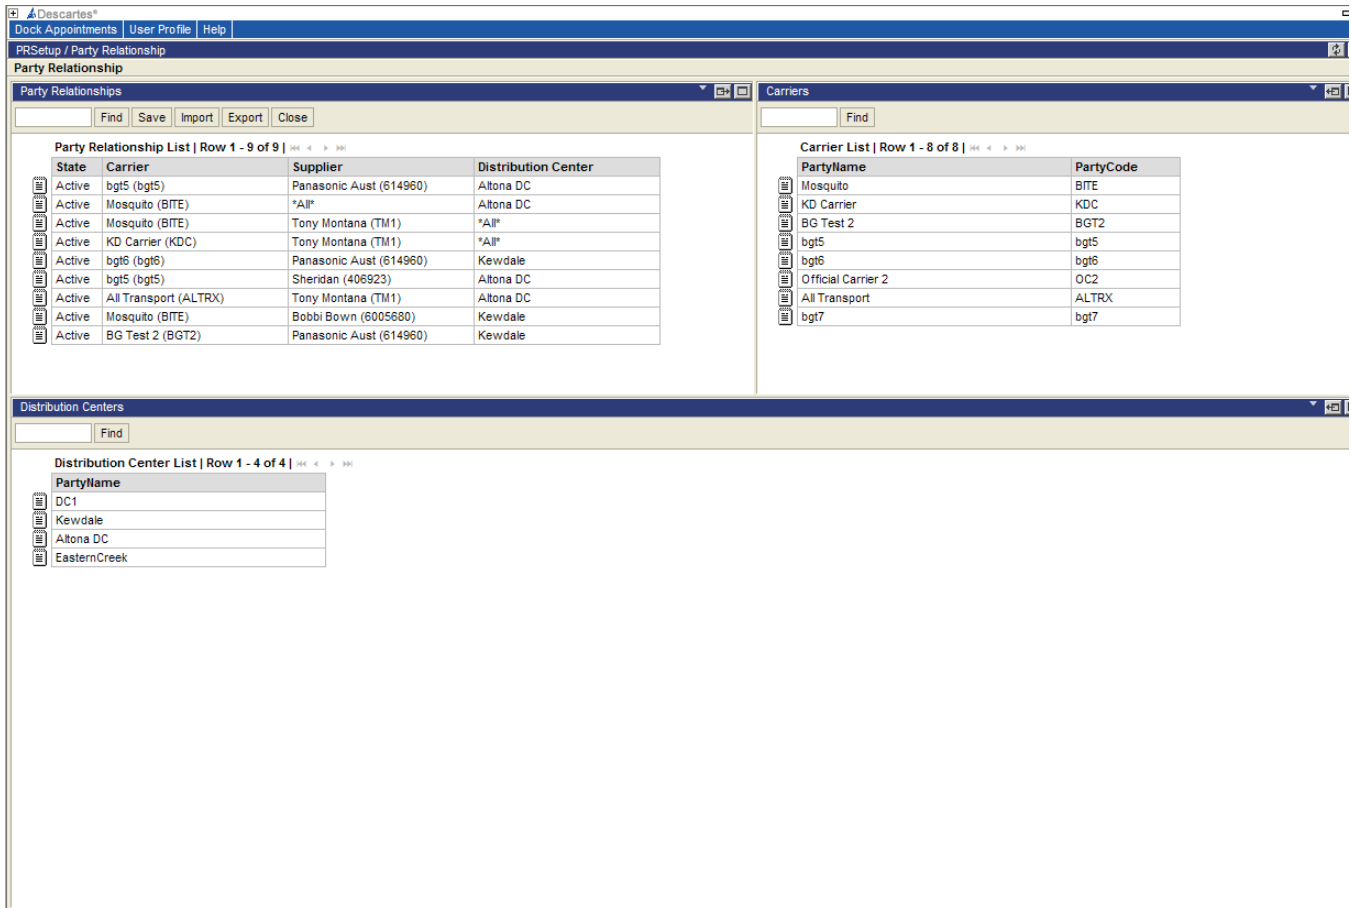 Descartes®
Dock Appointments User Profile Help
PRSetup / Party Relationship
Party Relationship
Party Relationships
Find Save Import Export Close
Party Relationship List | Row 1 - 9 of 9 |
State Carrier Supplier Distribution Center
Active bgt5 (bgt5) Panasonic Aust (614960) Altona DC
Active Mosquito (BITE) *All* Altona DC
Active Mosquito (BITE) Tony Montana (TM1) *All*
Active KD Carrier (KDC) Tony Montana (TM1) *All*
Active bgt6 (bgt6) Panasonic Aust (614960) Kewdale
Active bgt5 (bgt5) Sheridan (406923) Altona DC
Active All Transport (ALTRX) Tony Montana (TM1) Altona DC
Active Mosquito (BITE) Bobbi Bown (6005680) Kewdale
Active BG Test 2 (BGT2) Panasonic Aust (614960) Kewdale
Carriers
Find
Carrier List | Row 1 - 8 of 8 |
PartyName PartyCode
Mosquito BITE
KD Carrier KDC
BG Test 2 BGT2
bgt5 bgt5
bgt6 bgt6
Official Carrier 2 OC2
All Transport ALTRX
bgt7 bgt7
Distribution Centers
Find
Distribution Center List | Row 1 - 4 of 4 |
PartyName
DC1
Kewdale
Altona DC
EasternCreek